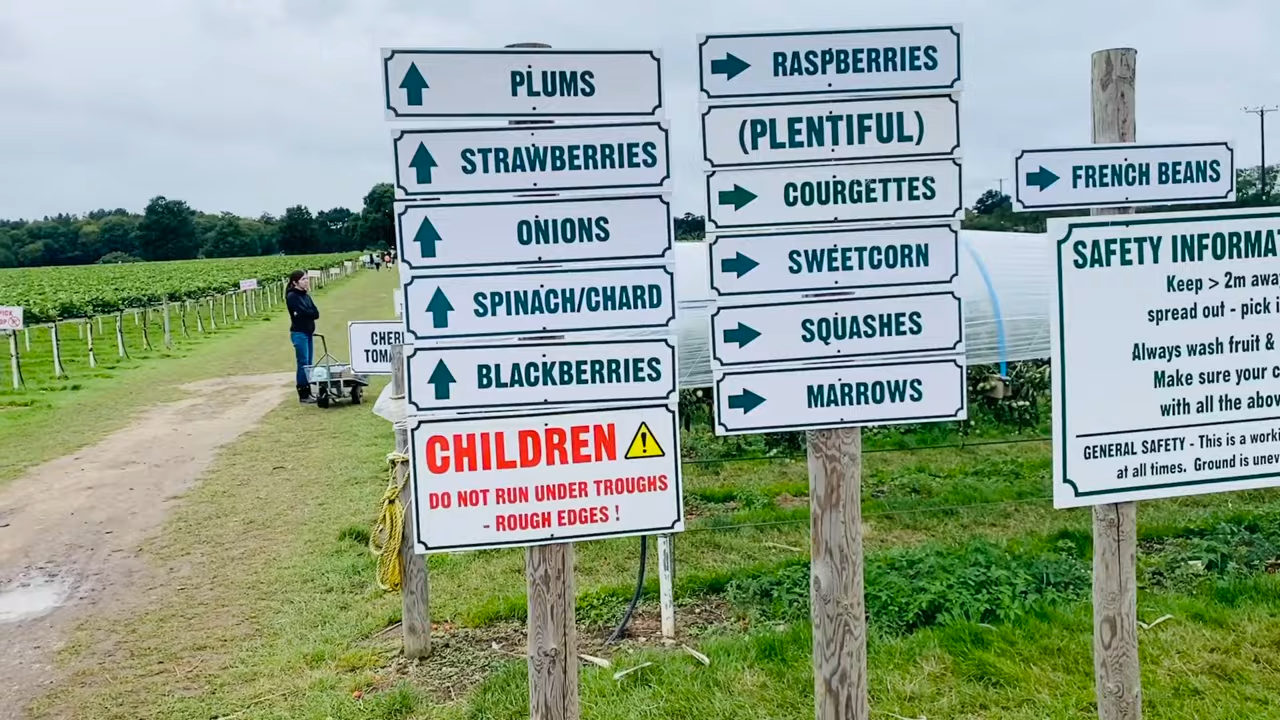 PLUMS
STRAWBERRIES
ONIONS
SPINACH/CHARD
BLACKBERRIES
CHILDREN
DO NOT RUN UNDER TROUGHS
- ROUGH EDGES !
RASPBERRIES
(PLENTIFUL)
COURGETTES
SWEETCORN
SQUASHES
MARROWS
FRENCH BEANS
SAFETY
Keep > 2m
spread out - pick
Always wash fruit &
Make sure your
with all the
GENERAL SAFETY - This is a
at all times. Ground is